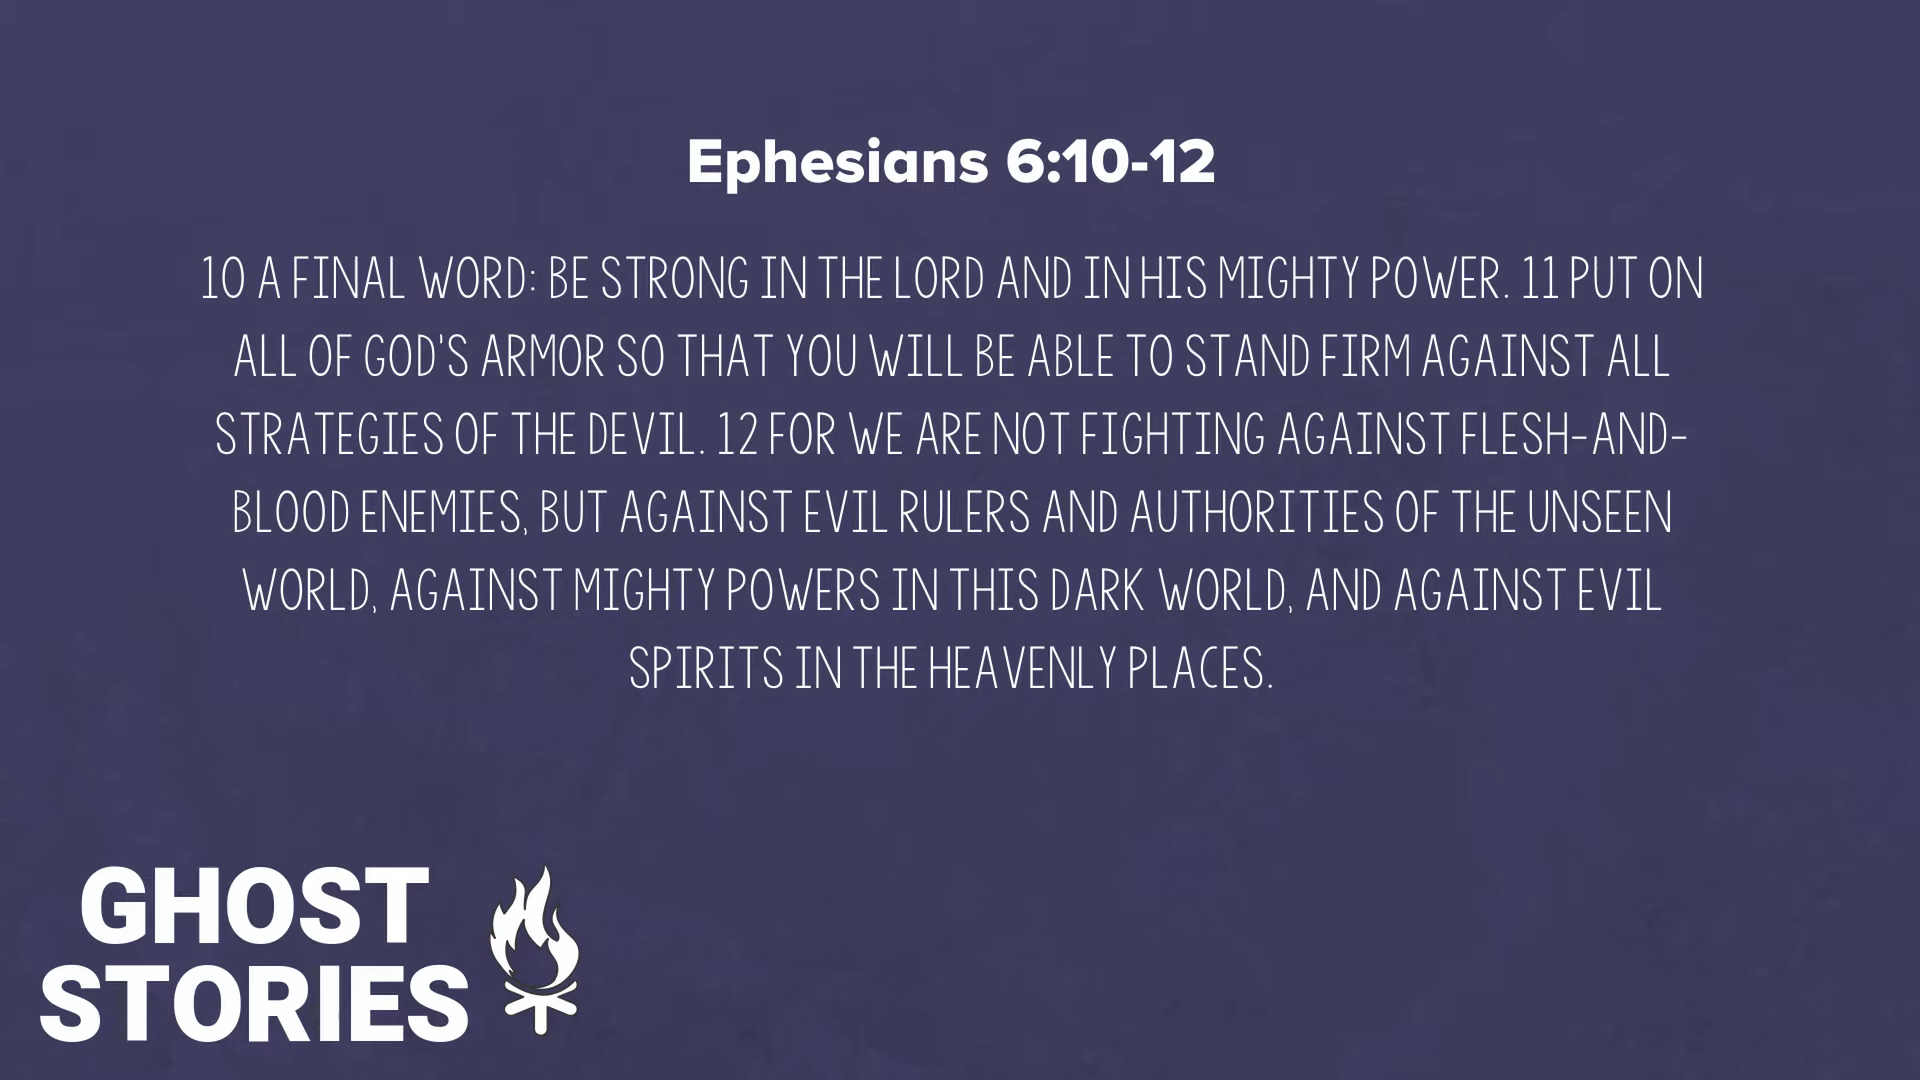 Ephesians 6:10-12
10 A FINAL WORD: BE STRONG IN THE LORD AND IN HIS MIGHTY POWER. 11 PUT ON
ALL OF GOD'S ARMOR SO THAT YOU WILL BE ABLE TO STAND FIRM AGAINST ALL
STRATEGIES OF THE DEVIL. 12 FOR WE ARE NOT FIGHTING AGAINST FLESH-AND-
BLOOD ENEMIES, BUT AGAINST EVIL RULERS AND AUTHORITIES OF THE UNSEEN
WORLD, AGAINST MIGHTY POWERS IN THIS DARK WORLD, AND AGAINST EVIL
SPIRITS IN THE HEAVENLY PLACES.
GHOST
STORIES